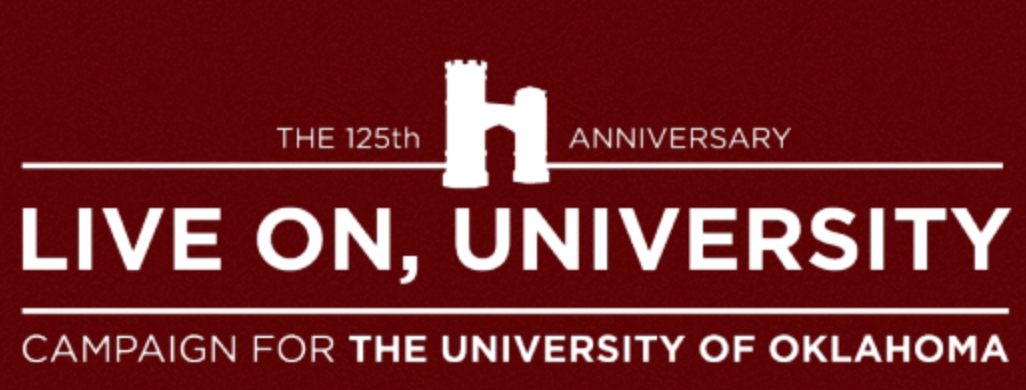 THE 125th ANNIVERSARY
LIVE ON, UNIVERSITY
CAMPAIGN FOR THE UNIVERSITY OF OKLAHOMA